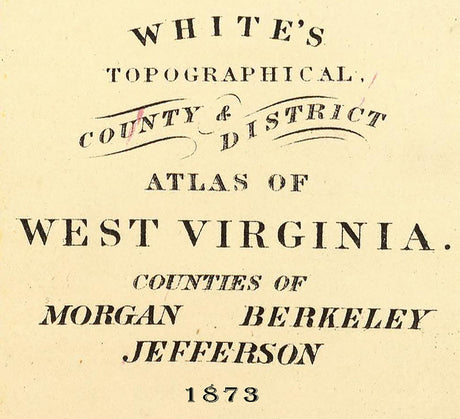 WHITE'S
TOPOGRAPHICAL,
COUNTY & DISTRICT
ATLAS OF
WEST VIRGINIA.
COUNTIES OF
MORGAN BERKELEY
JEFFERSON
1873